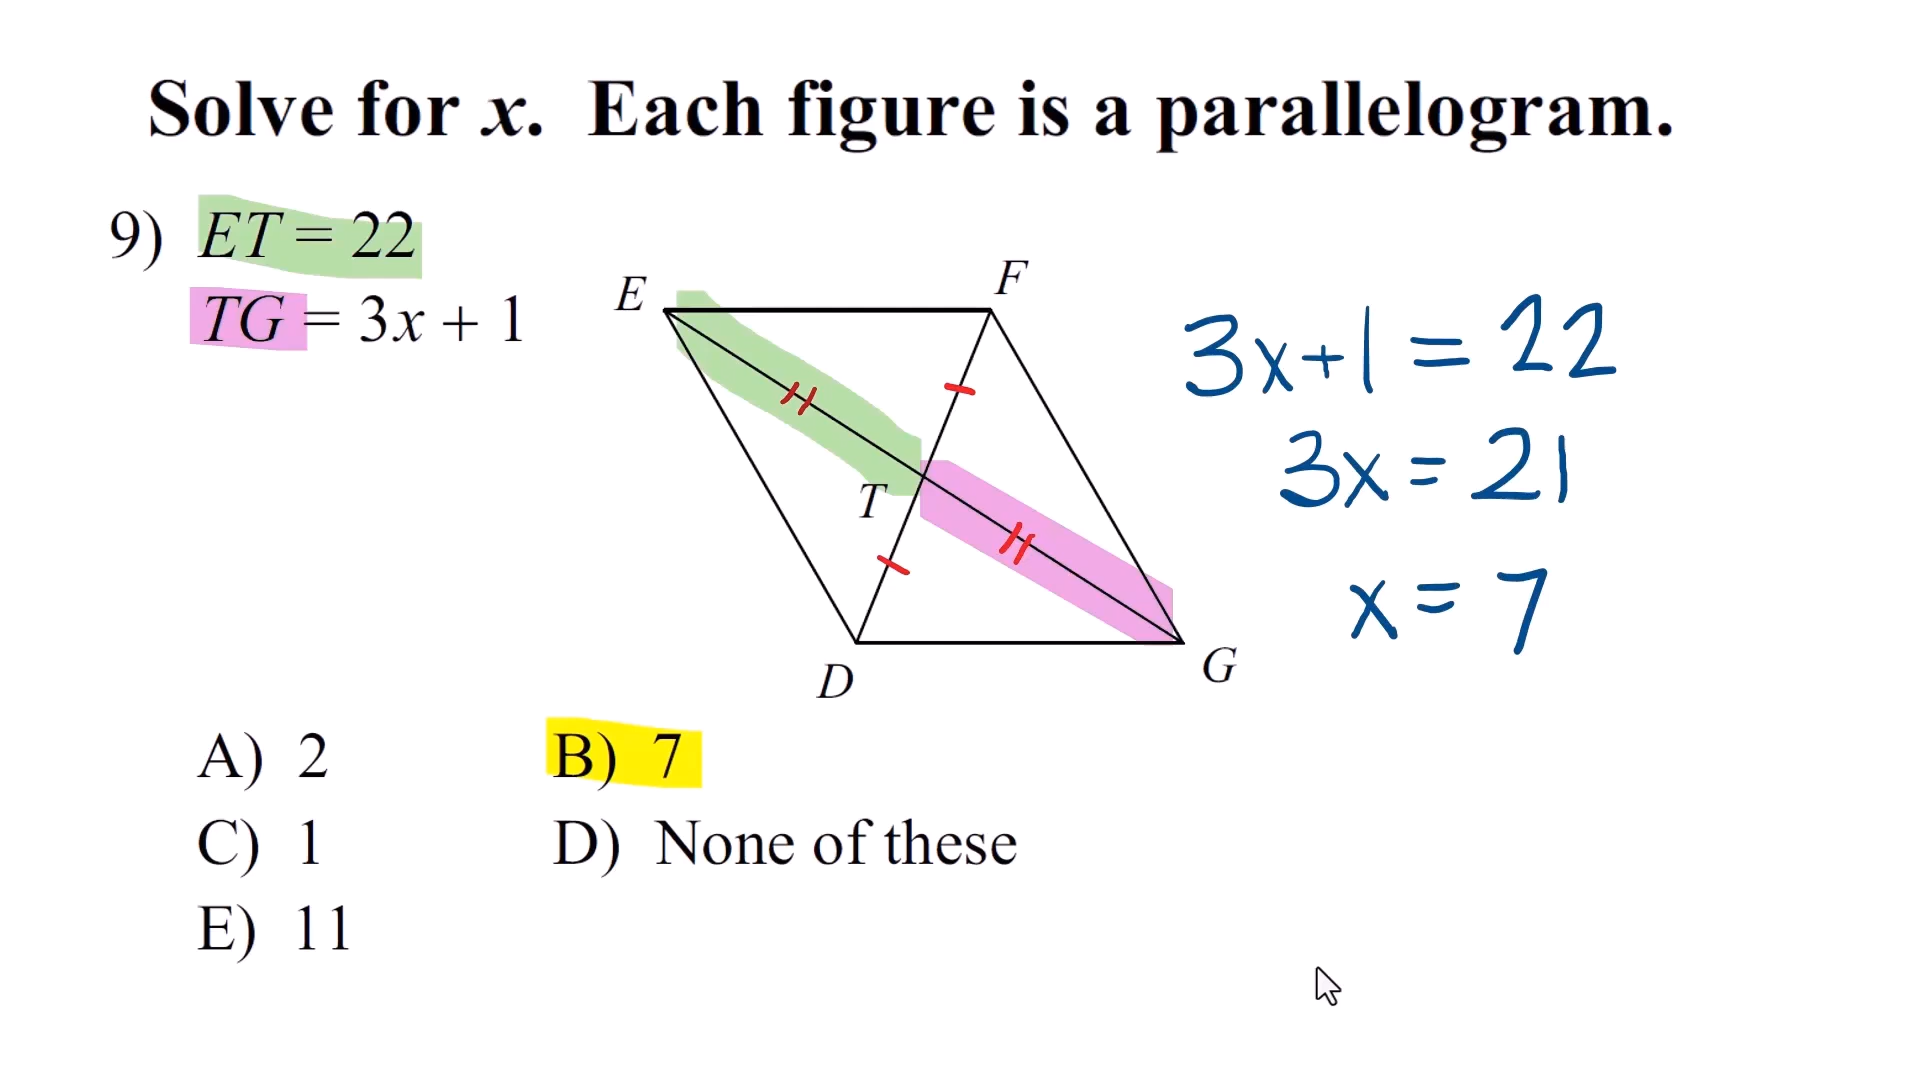 Solve for x. Each figure is a parallelogram.
9) ET = 22
TG = 3x + 1
E
F
T
D
G
3x+1 = 22
3x = 21
x = 7
A) 2
B) 7
C) 1
D) None of these
E) 11